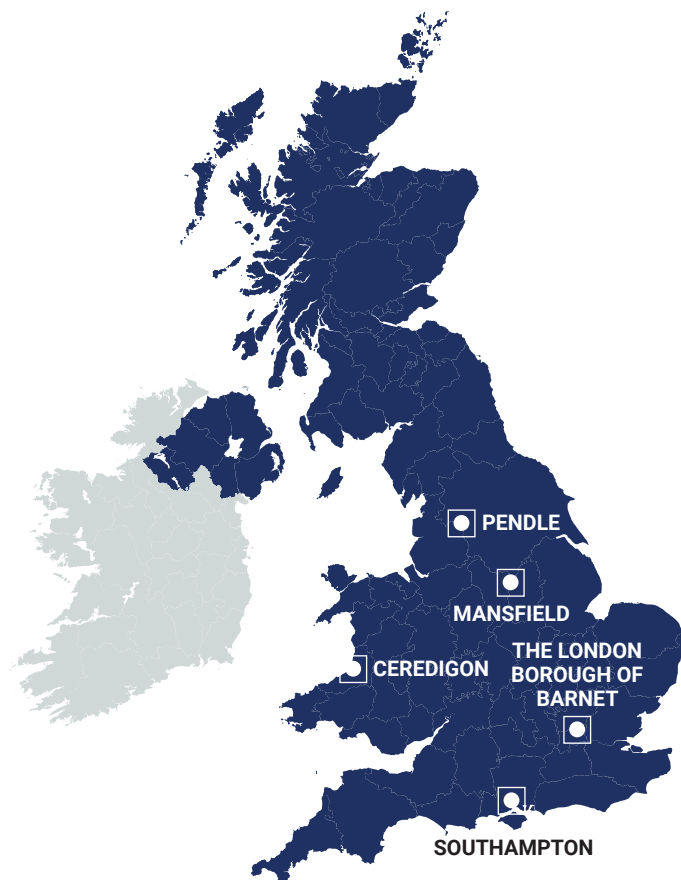 PENDLE
MANSFIELD
THE LONDON
BOROUGH OF
BARNET
CEREDIGON
SOUTHAMPTON